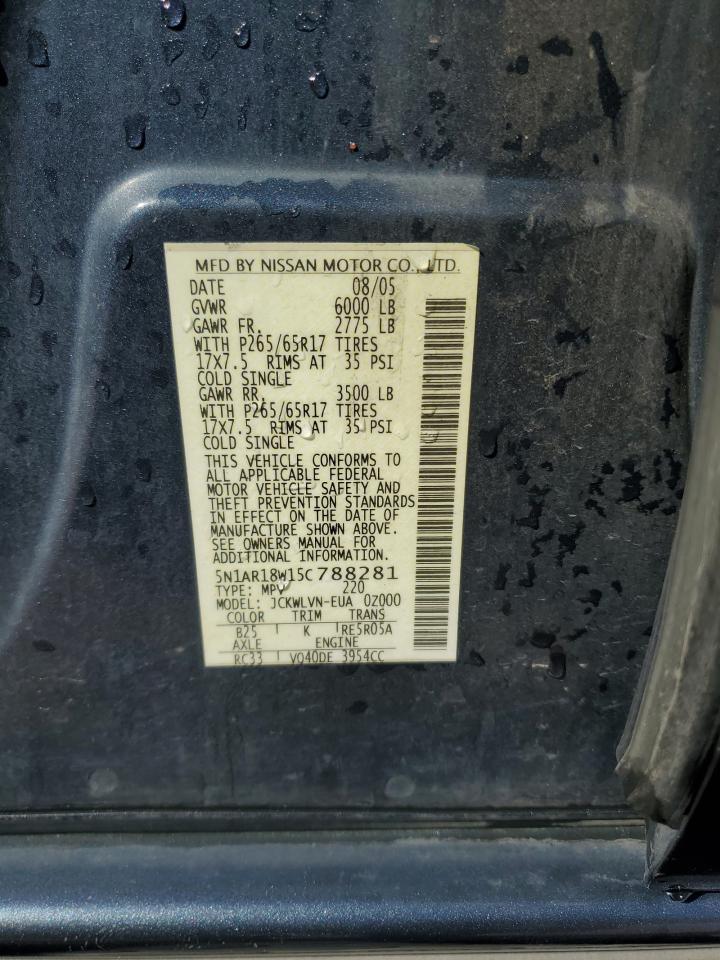 MFD BY NISSAN MOTOR CO., LTD.
DATE 08/05
GVWR 6000 LB
GAWR FR. 2775 LB
WITH P265/65R17 TIRES
17X7.5 RIMS AT 35 PSI
COLD SINGLE
GAWR RR. 3500 LB
WITH P265/65R17 TIRES
17X7.5 RIMS AT 35 PSI
COLD SINGLE
THIS VEHICLE CONFORMS TO
ALL APPLICABLE FEDERAL
MOTOR VEHICLE SAFETY AND
THEFT PREVENTION STANDARDS
IN EFFECT ON THE DATE OF
MANUFACTURE SHOWN ABOVE.
SEE OWNERS MANUAL FOR
ADDITIONAL INFORMATION.
5N1AR18W15C788281
TYPE: MPV 220
MODEL: JCKWLVN-EUA 0Z000
COLOR TRIM TRANS
B25 K RE5R05A
AXLE ENGINE
RC33 VQ40DE 3954CC